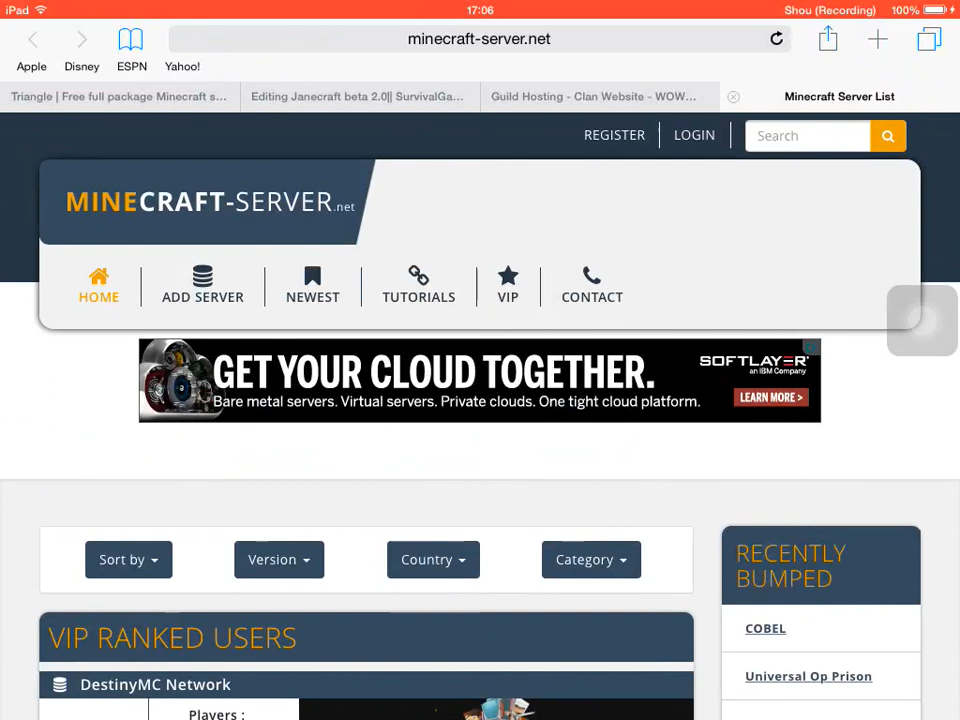 iPad 17:06 Shou (Recording) 100%
minecraft-server.net
Apple Disney ESPN Yahoo!
Triangle | Free full package Minecraft s... Editing Janecraft beta 2.0|| SurvivalGa... Guild Hosting - Clan Website - WOW... Minecraft Server List
REGISTER LOGIN Search
MINECRAFT-SERVER.net
HOME ADD SERVER NEWEST TUTORIALS VIP CONTACT
GET YOUR CLOUD TOGETHER.
Bare metal servers. Virtual servers. Private clouds. One tight cloud platform.
SOFTLAYER
an IBM Company
LEARN MORE >
Sort by Version Country Category
RECENTLY
BUMPED
VIP RANKED USERS
COBEL
DestinyMC Network
Universal Op Prison
Players :